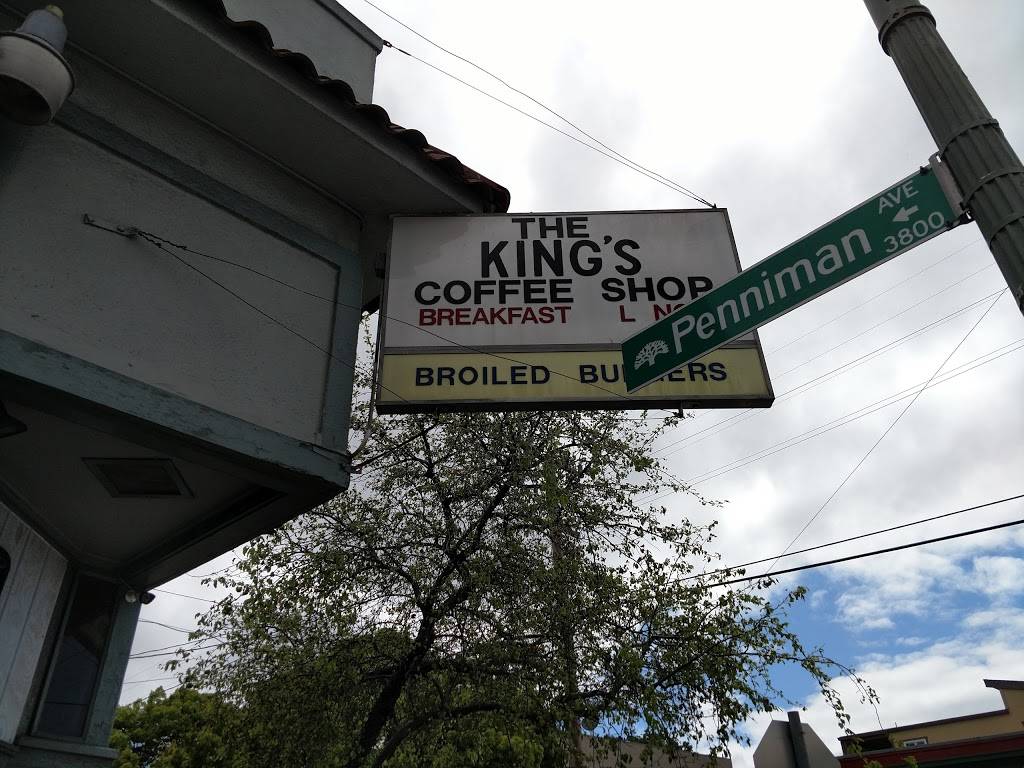 THE
KING'S
COFFEE SHOP
BREAKFAST
BROILED
AVE
Penniman 3800